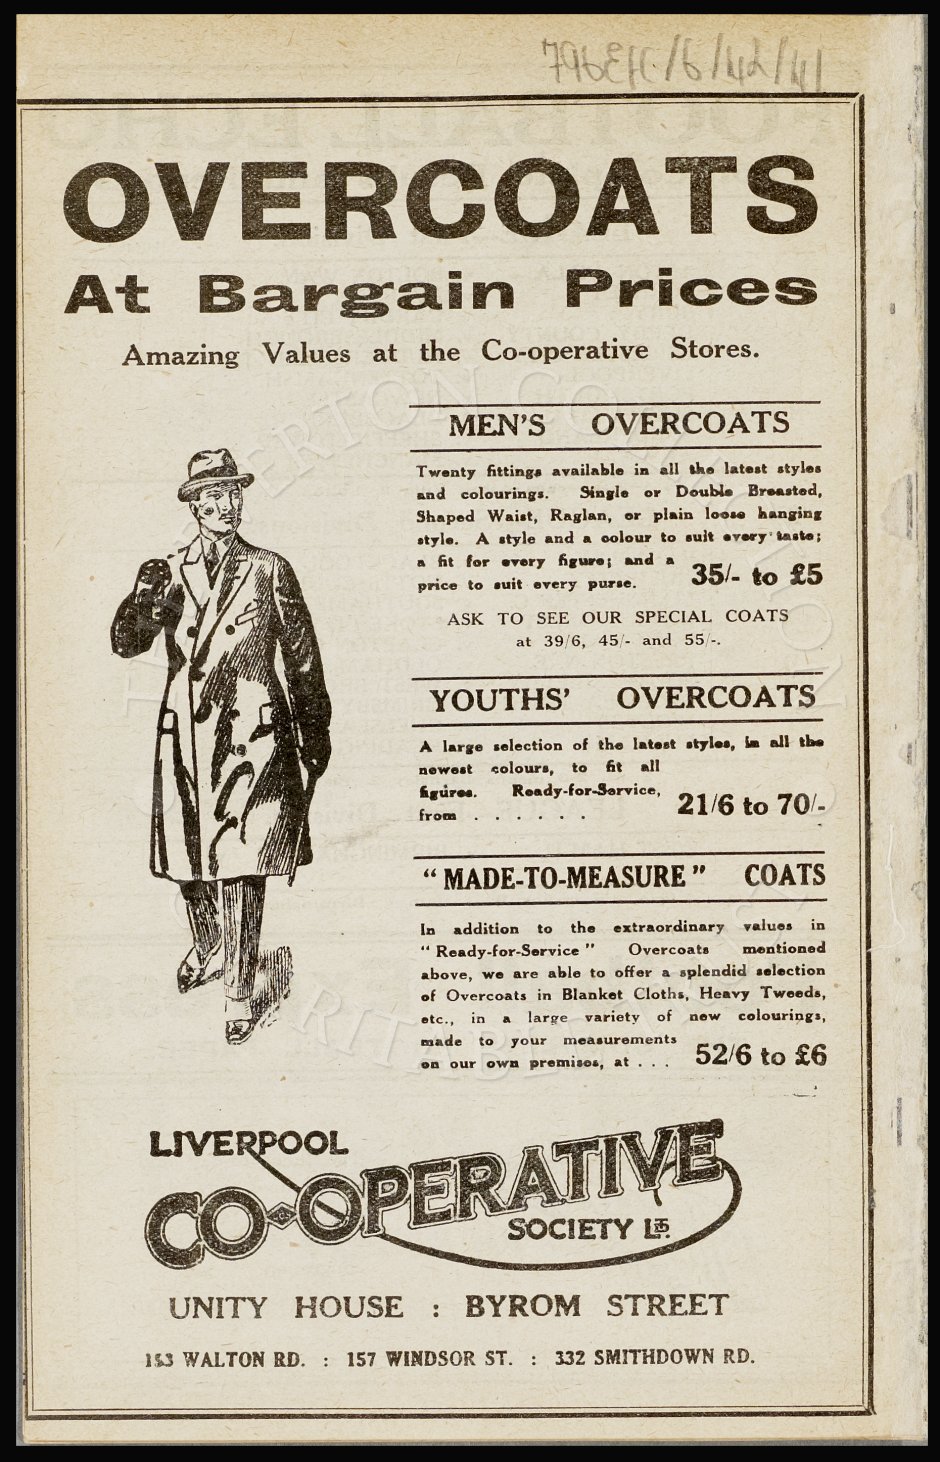 796EFC/6/42/41
OVERCOATS
At Bargain Prices
Amazing Values at the Co-operative Stores.
MEN'S OVERCOATS
Twenty fittings available in all the latest styles
and colourings. Single or Double Breasted,
Shaped Waist, Raglan, or plain loose hanging
style. A style and a colour to suit every taste;
a fit for every figure; and a
price to suit every purse. 35/- to £5
ASK TO SEE OUR SPECIAL COATS
at 39/6, 45/- and 55/-.
YOUTHS' OVERCOATS
A large selection of the latest styles, in all the
newest colours, to fit all
figures. Ready-for-Service,
from . . . . . . 21/6 to 70/-
"MADE-TO-MEASURE" COATS
In addition to the extraordinary values in
"Ready-for-Service" Overcoats mentioned
above, we are able to offer a splendid selection
of Overcoats in Blanket Cloths, Heavy Tweeds,
etc., in a large variety of new colourings,
made to your measurements
on our own premises, at . . . 52/6 to £6
LIVERPOOL
CO-OPERATIVE
SOCIETY LTD.
UNITY HOUSE : BYROM STREET
WALTON RD. : 157 WINDSOR ST. : 332 SMITHDOWN RD.